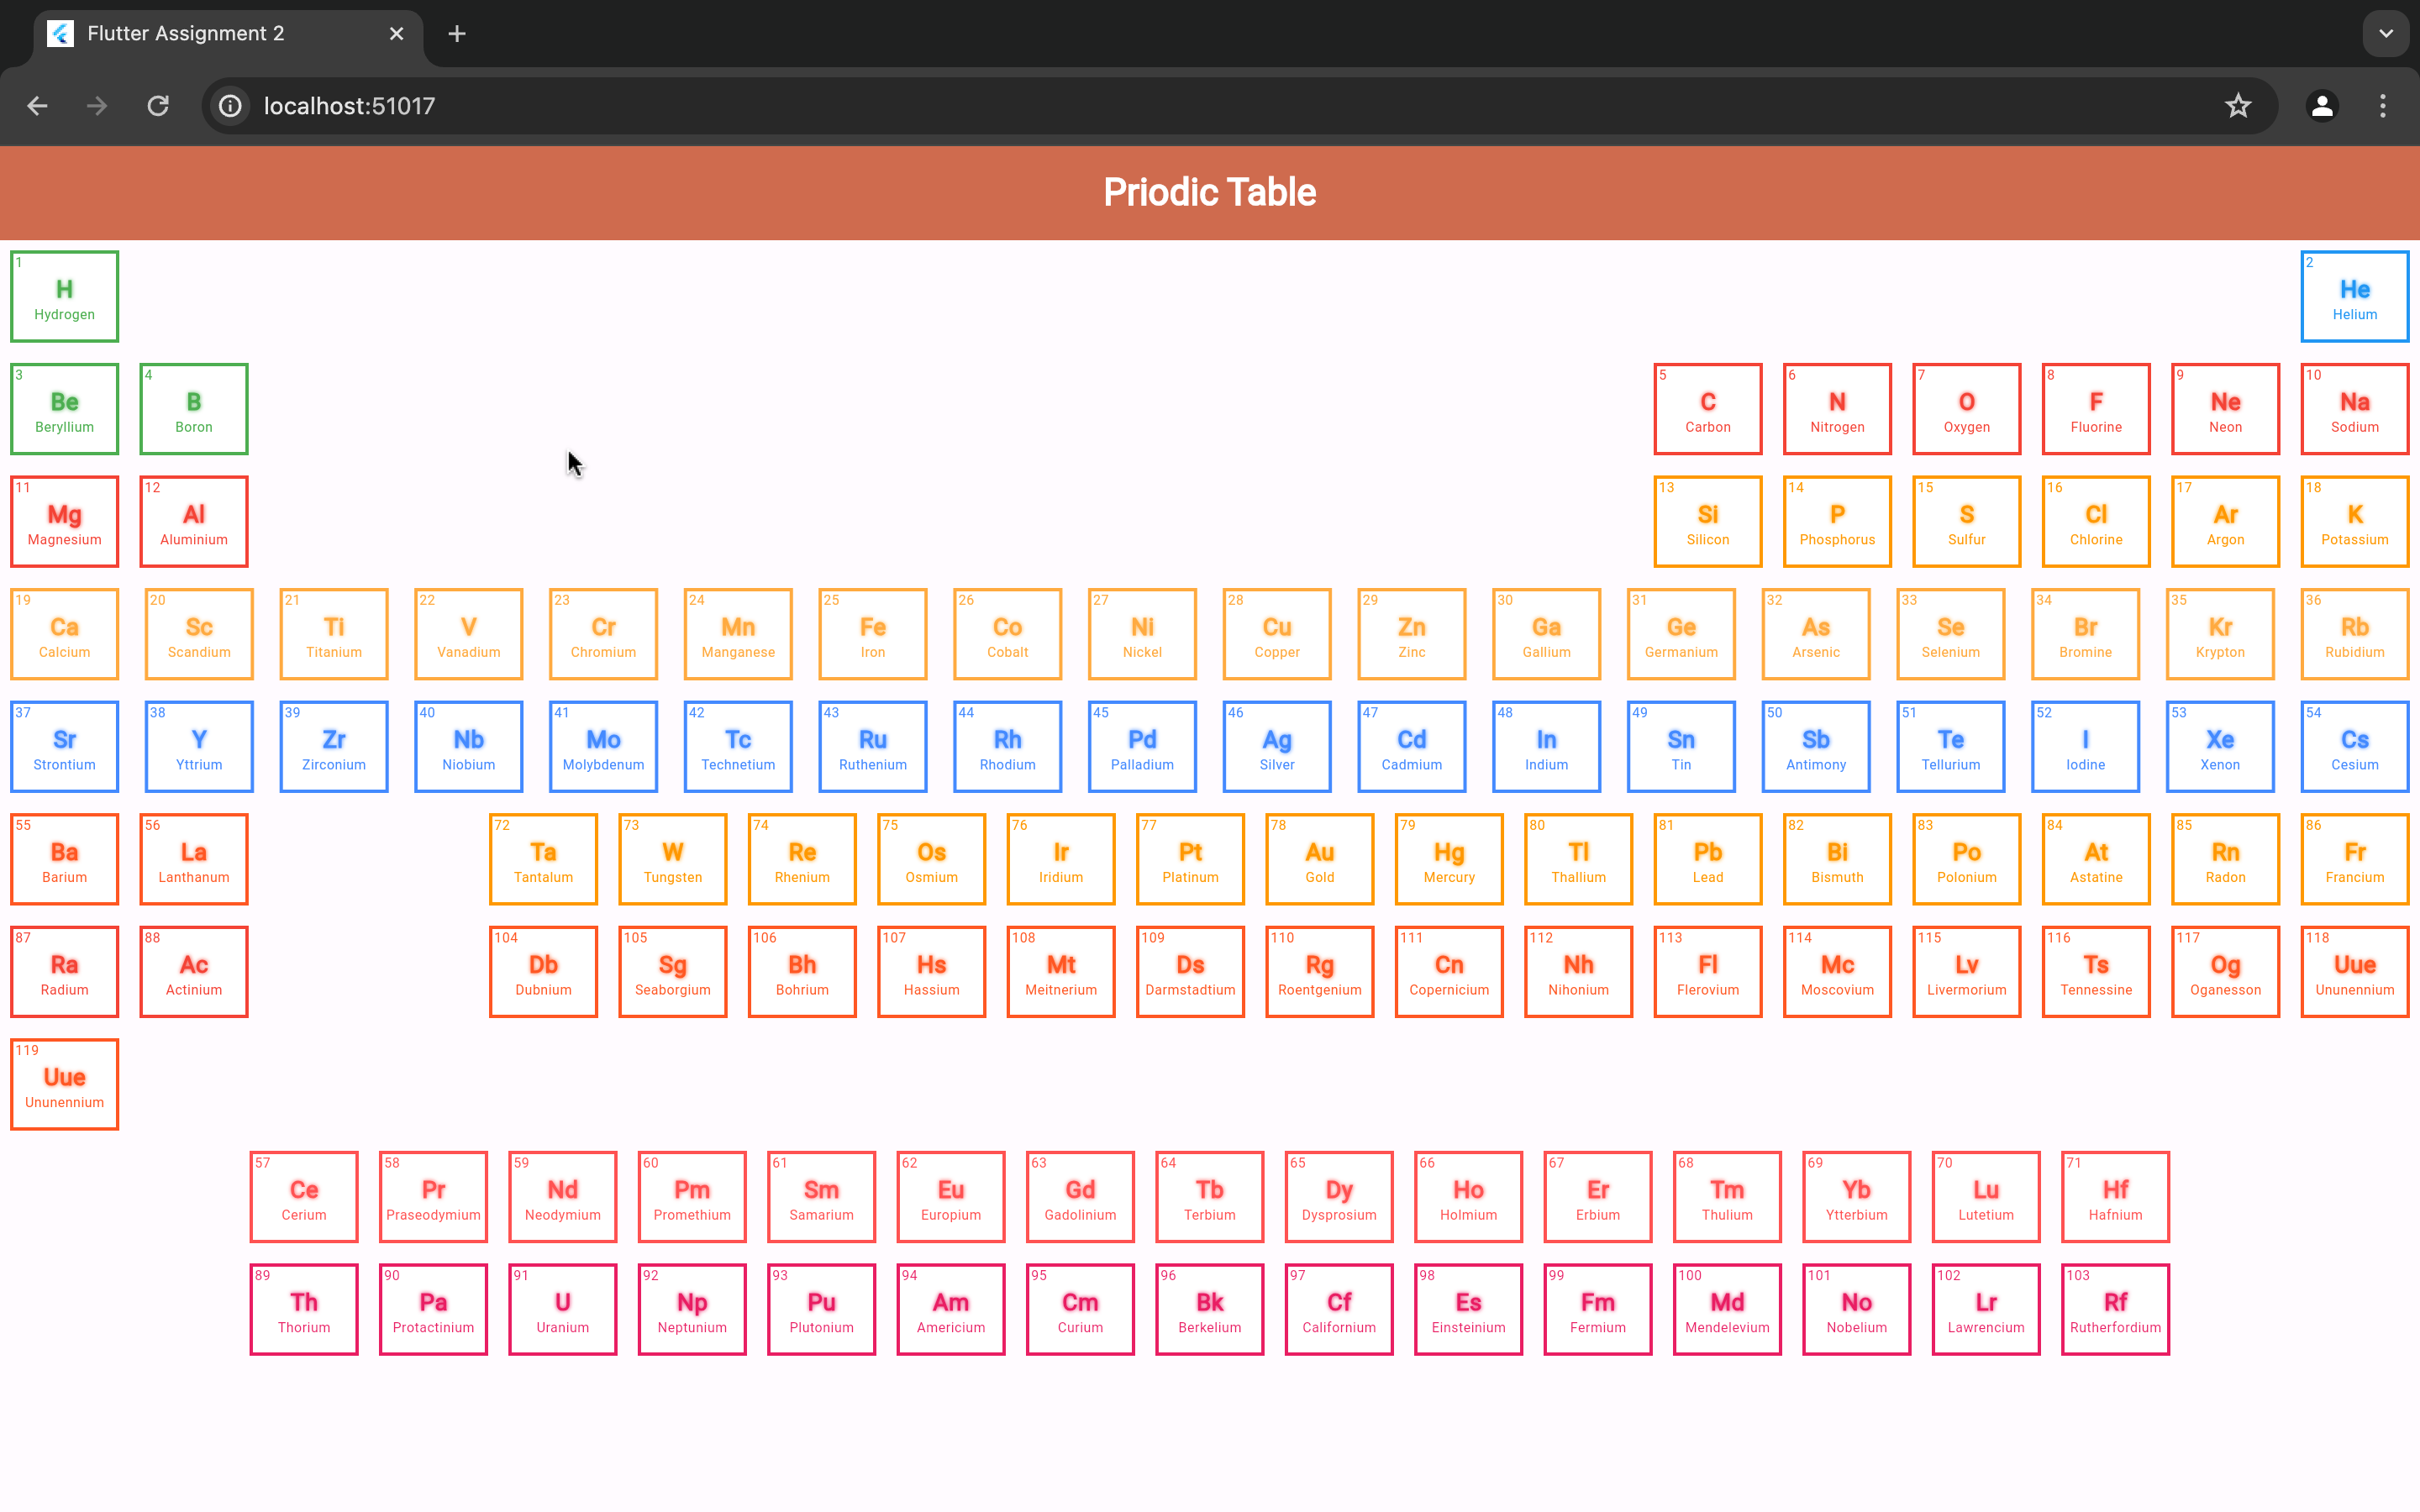 Flutter Assignment 2
localhost:51017
Priodic Table
1 2
H He
Hydrogen Helium
3 4 5 6 7 8 9 10
Be B C N O F Ne Na
Beryllium Boron Carbon Nitrogen Oxygen Fluorine Neon Sodium
11 12 13 14 15 16 17 18
Mg Al Si P S Cl Ar K
Magnesium Aluminium Silicon Phosphorus Sulfur Chlorine Argon Potassium
19 20 21 22 23 24 25 26 27 28 29 30 31 32 33 34 35 36
Ca Sc Ti V Cr Mn Fe Co Ni Cu Zn Ga Ge As Se Br Kr Rb
Calcium Scandium Titanium Vanadium Chromium Manganese Iron Cobalt Nickel Copper Zinc Gallium Germanium Arsenic Selenium Bromine Krypton Rubidium
37 38 39 40 41 42 43 44 45 46 47 48 49 50 51 52 53 54
Sr Y Zr Nb Mo Tc Ru Rh Pd Ag Cd In Sn Sb Te I Xe Cs
Strontium Yttrium Zirconium Niobium Molybdenum Technetium Ruthenium Rhodium Palladium Silver Cadmium Indium Tin Antimony Tellurium Iodine Xenon Cesium
55 56 72 73 74 75 76 77 78 79 80 81 82 83 84 85 86
Ba La Ta W Re Os Ir Pt Au Hg Tl Pb Bi Po At Rn Fr
Barium Lanthanum Tantalum Tungsten Rhenium Osmium Iridium Platinum Gold Mercury Thallium Lead Bismuth Polonium Astatine Radon Francium
87 88 104 105 106 107 108 109 110 111 112 113 114 115 116 117 118
Ra Ac Db Sg Bh Hs Mt Ds Rg Cn Nh Fl Mc Lv Ts Og Uue
Radium Actinium Dubnium Seaborgium Bohrium Hassium Meitnerium Darmstadtium Roentgenium Copernicium Nihonium Flerovium Moscovium Livermorium Tennessine Oganesson Ununennium
119
Uue
Ununennium
57 58 59 60 61 62 63 64 65 66 67 68 69 70 71
Ce Pr Nd Pm Sm Eu Gd Tb Dy Ho Er Tm Yb Lu Hf
Cerium Praseodymium Neodymium Promethium Samarium Europium Gadolinium Terbium Dysprosium Holmium Erbium Thulium Ytterbium Lutetium Hafnium
89 90 91 92 93 94 95 96 97 98 99 100 101 102 103
Th Pa U Np Pu Am Cm Bk Cf Es Fm Md No Lr Rf
Thorium Protactinium Uranium Neptunium Plutonium Americium Curium Berkelium Californium Einsteinium Fermium Mendelevium Nobelium Lawrencium Rutherfordium